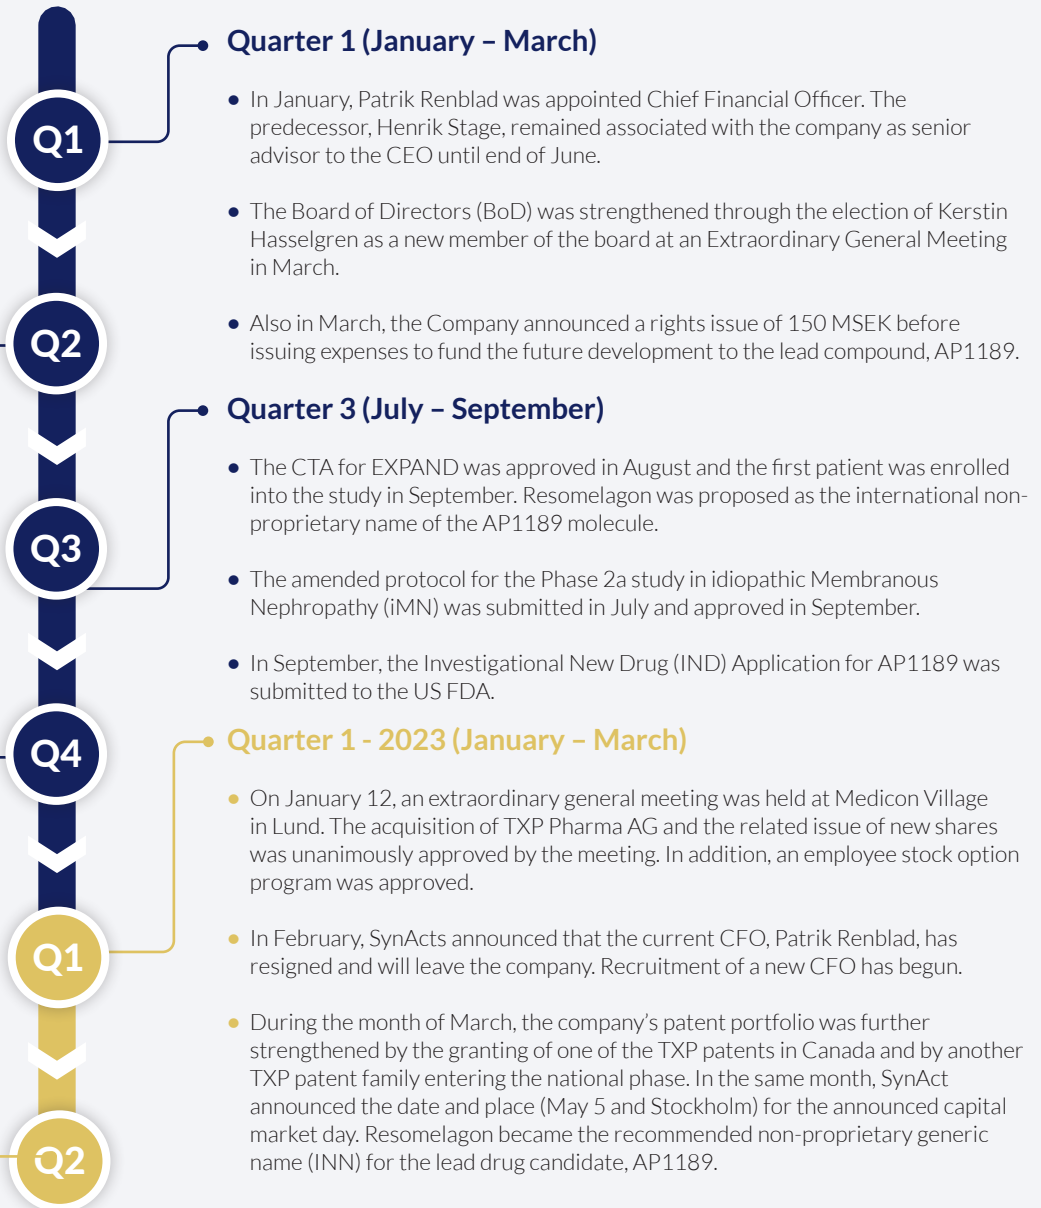 Quarter 1 (January – March)
Q1
• In January, Patrik Renblad was appointed Chief Financial Officer. The
predecessor, Henrik Stage, remained associated with the company as senior
advisor to the CEO until end of June.
• The Board of Directors (BoD) was strengthened through the election of Kerstin
Hasselgren as a new member of the board at an Extraordinary General Meeting
in March.
Q2
• Also in March, the Company announced a rights issue of 150 MSEK before
issuing expenses to fund the future development to the lead compound, AP1189.
Quarter 3 (July – September)
Q3
• The CTA for EXPAND was approved in August and the first patient was enrolled
into the study in September. Resomelagon was proposed as the international non-
proprietary name of the AP1189 molecule.
• The amended protocol for the Phase 2a study in idiopathic Membranous
Nephropathy (iMN) was submitted in July and approved in September.
• In September, the Investigational New Drug (IND) Application for AP1189 was
submitted to the US FDA.
Q4
Quarter 1 - 2023 (January – March)
• On January 12, an extraordinary general meeting was held at Medicon Village
in Lund. The acquisition of TXP Pharma AG and the related issue of new shares
was unanimously approved by the meeting. In addition, an employee stock option
program was approved.
Q1
• In February, SynActs announced that the current CFO, Patrik Renblad, has
resigned and will leave the company. Recruitment of a new CFO has begun.
• During the month of March, the company's patent portfolio was further
strengthened by the granting of one of the TXP patents in Canada and by another
TXP patent family entering the national phase. In the same month, SynAct
announced the date and place (May 5 and Stockholm) for the announced capital
market day. Resomelagon became the recommended non-proprietary generic
name (INN) for the lead drug candidate, AP1189.
Q2